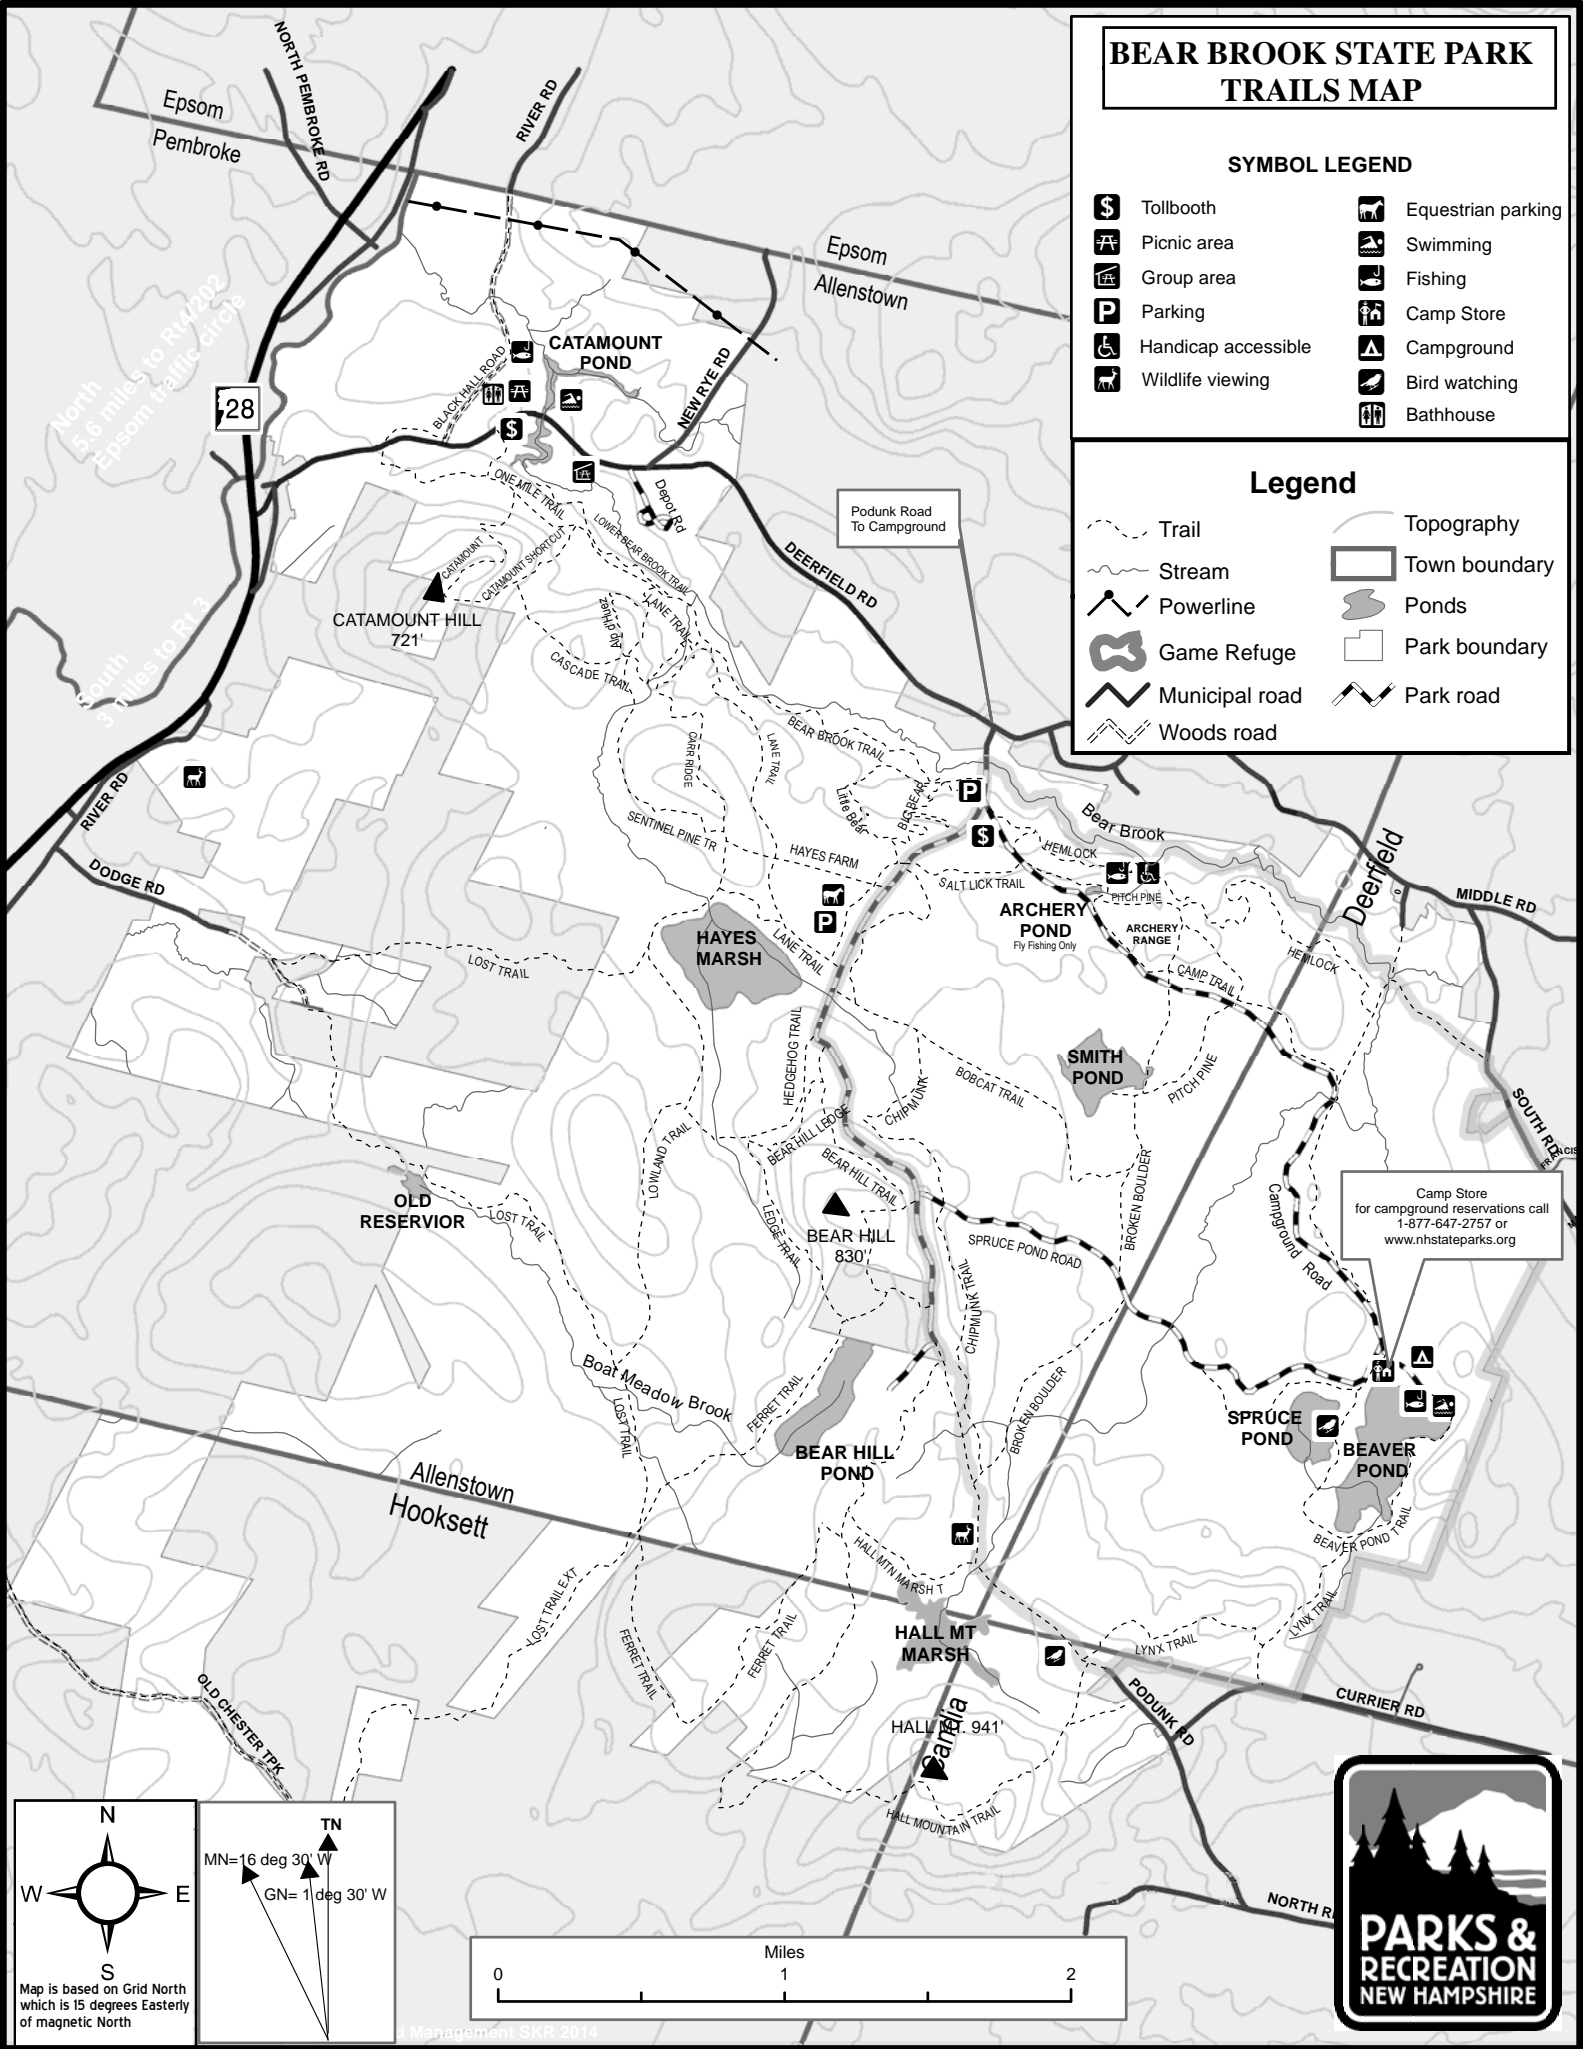 BEAR BROOK STATE PARK
TRAILS MAP
SYMBOL LEGEND
Tollbooth
Picnic area
Group area
Parking
Handicap accessible
Wildlife viewing
Equestrian parking
Swimming
Fishing
Camp Store
Campground
Bird watching
Bathhouse
Legend
Trail
Stream
Powerline
Game Refuge
Municipal road
Woods road
Topography
Town boundary
Ponds
Park boundary
Park road
NORTH PEMBROKE RD
RIVER RD
Epsom
Pembroke
Epsom
Allenstown
North
5.6 miles to Rt4/202
Epsom traffic circle
28
CATAMOUNT
POND
BLACK HALL ROAD
NEW RYE RD
ONE MILE TRAIL
LOWER BEAR BROOK TRAIL
Depot Rd
Podunk Road
To Campground
DEERFIELD RD
CATAMOUNT
CATAMOUNT SHORTCUT
CATAMOUNT HILL
721'
Alp d'Huez
LANE TRAIL
CASCADE TRAIL
South
3 miles to Rt 3
RIVER RD
DODGE RD
BEAR BROOK TRAIL
CARR RIDGE
LANE TRAIL
Little Bear
BIG BEAR
SENTINEL PINE TR
HAYES FARM
Bear Brook
HEMLOCK
SALT LICK TRAIL
PITCH PINE
ARCHERY
POND
Fly Fishing Only
ARCHERY
RANGE
Deerfield
MIDDLE RD
HAYES
MARSH
LANE TRAIL
LOST TRAIL
CAMP TRAIL
HEMLOCK
HEDGEHOG TRAIL
SMITH
POND
BOBCAT TRAIL
PITCH PINE
CHIPMUNK
SOUTH RD
LOWLAND TRAIL
BEAR HILL LEDGE
BEAR HILL TRAIL
BROKEN BOULDER
OLD
RESERVIOR
LOST TRAIL
LEDGE TRAIL
BEAR HILL
830'
SPRUCE POND ROAD
CHIPMUNK TRAIL
Campground Road
Camp Store
for campground reservations call
1-877-647-2757 or
www.nhstateparks.org
Boat Meadow Brook
FERRET TRAIL
BROKEN BOULDER
LOST TRAIL
BEAR HILL
POND
SPRUCE
POND
BEAVER
POND
BEAVER POND TRAIL
Allenstown
Hooksett
HALL MTN MARSH T
LOST TRAIL EXT
FERRET TRAIL
FERRET TRAIL
HALL MT
MARSH
LYNX TRAIL
LYNX TRAIL
OLD CHESTER TPK
PODUNK RD
CURRIER RD
Candia
HALL MT. 941'
HALL MOUNTAIN TRAIL
NORTH
N
W
E
S
Map is based on Grid North
which is 15 degrees Easterly
of magnetic North
TN
MN=16 deg 30' W
GN= 1 deg 30' W
Miles
0
1
2
d Management SKR 2014
PARKS &
RECREATION
NEW HAMPSHIRE